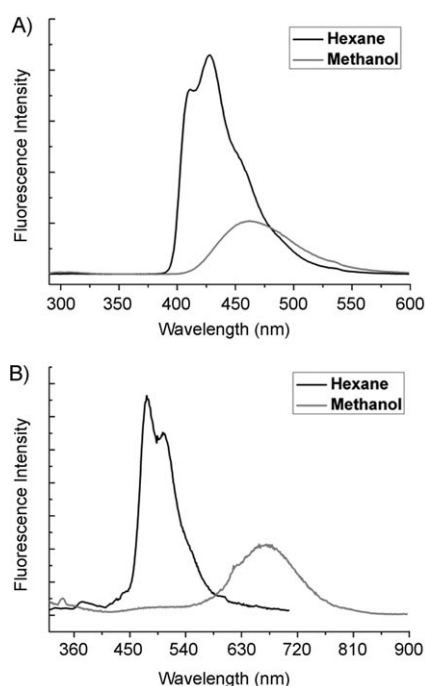 A)
Hexane
Methanol
Fluorescence Intensity
290 350 400 450 500 550 600
Wavelength (nm)
B)
Hexane
Methanol
Fluorescence Intensity
360 450 540 630 720 810 900
Wavelength (nm)